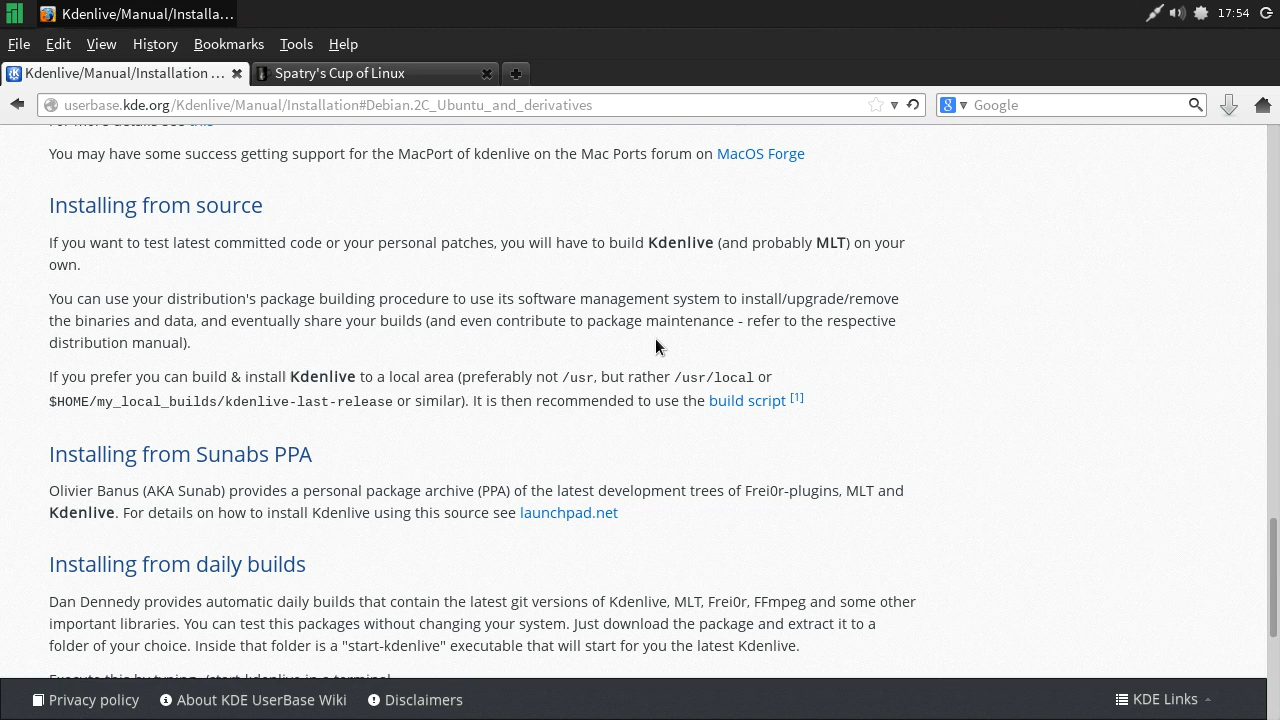 Kdenlive/Manual/Installa...
17:54
File Edit View History Bookmarks Tools Help
Kdenlive/Manual/Installation ...
Spatry's Cup of Linux
userbase.kde.org/Kdenlive/Manual/Installation#Debian.2C_Ubuntu_and_derivatives
Google
For more details see this
You may have some success getting support for the MacPort of kdenlive on the Mac Ports forum on MacOS Forge
Installing from source
If you want to test latest committed code or your personal patches, you will have to build Kdenlive (and probably MLT) on your
own.
You can use your distribution's package building procedure to use its software management system to install/upgrade/remove
the binaries and data, and eventually share your builds (and even contribute to package maintenance - refer to the respective
distribution manual).
If you prefer you can build & install Kdenlive to a local area (preferably not /usr, but rather /usr/local or
$HOME/my_local_builds/kdenlive-last-release or similar). It is then recommended to use the build script [1]
Installing from Sunabs PPA
Olivier Banus (AKA Sunab) provides a personal package archive (PPA) of the latest development trees of Frei0r-plugins, MLT and
Kdenlive. For details on how to install Kdenlive using this source see launchpad.net
Installing from daily builds
Dan Dennedy provides automatic daily builds that contain the latest git versions of Kdenlive, MLT, Frei0r, FFmpeg and some other
important libraries. You can test this packages without changing your system. Just download the package and extract it to a
folder of your choice. Inside that folder is a "start-kdenlive" executable that will start for you the latest Kdenlive.
Execute this by typing ./start-kdenlive in a terminal
Privacy policy
About KDE UserBase Wiki
Disclaimers
KDE Links